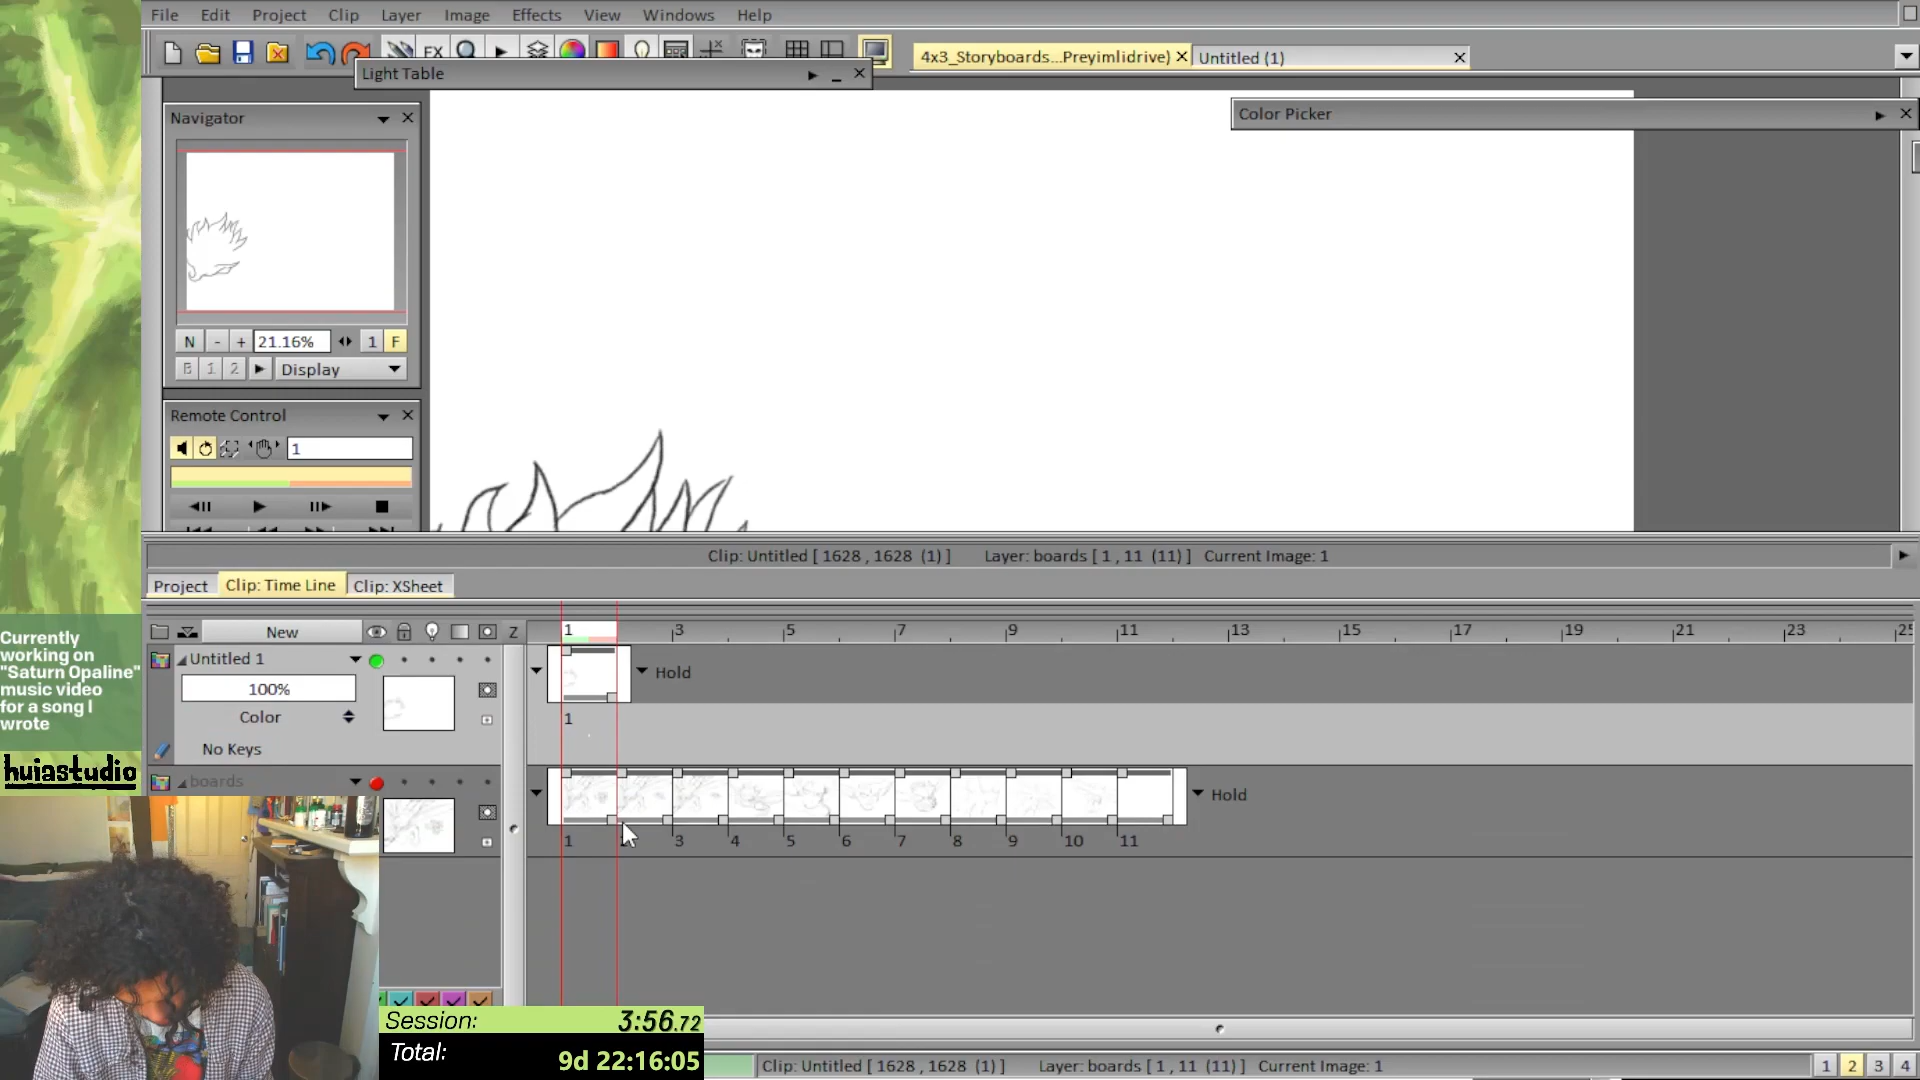 File Edit Project Clip Layer Image Effects View Windows Help
FX
4x3_Storyboards...Preyimlidrive)
Untitled (1)
Light Table
Navigator
Color Picker
N - + 21.16% 1 F
B 1 2 Display
Remote Control
1
Clip: Untitled [ 1628 , 1628 (1) ] Layer: boards [ 1 , 11 (11) ] Current Image: 1
Project Clip: Time Line Clip: XSheet
New Z 1 3 5 7 9 11 13 15 17 19 21 23 25
Untitled 1
Hold
100%
Color
1
No Keys
boards
Hold
1 3 4 5 6 7 8 9 10 11
Currently
working on
"Saturn Opaline"
music video
for a song I
wrote
huiastudio
Session: 3:56.72
Total: 9d 22:16:05
Clip: Untitled [ 1628 , 1628 (1) ] Layer: boards [ 1 , 11 (11) ] Current Image: 1
1 2 3 4